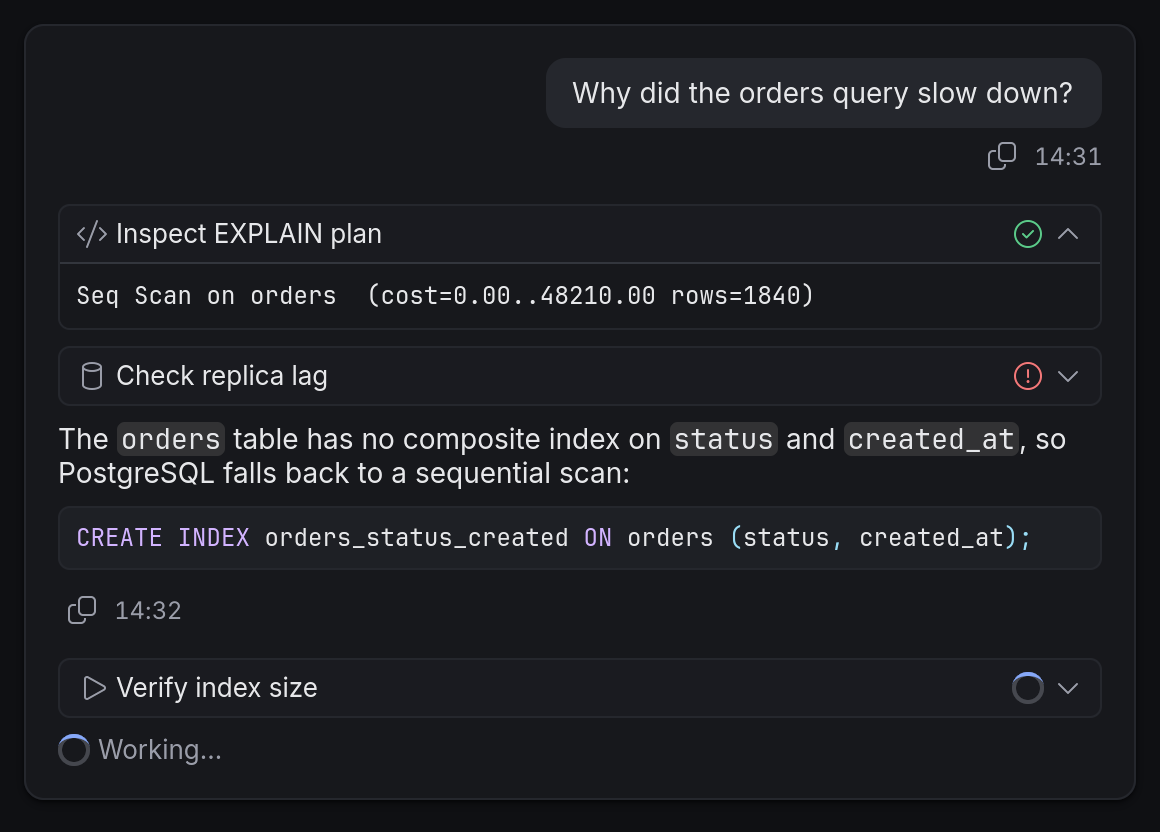 Why did the orders query slow down?
14:31
</> Inspect EXPLAIN plan
Seq Scan on orders  (cost=0.00..48210.00 rows=1840)
Check replica lag
The orders table has no composite index on status and created_at, so
PostgreSQL falls back to a sequential scan:
CREATE INDEX orders_status_created ON orders (status, created_at);
14:32
Verify index size
Working...